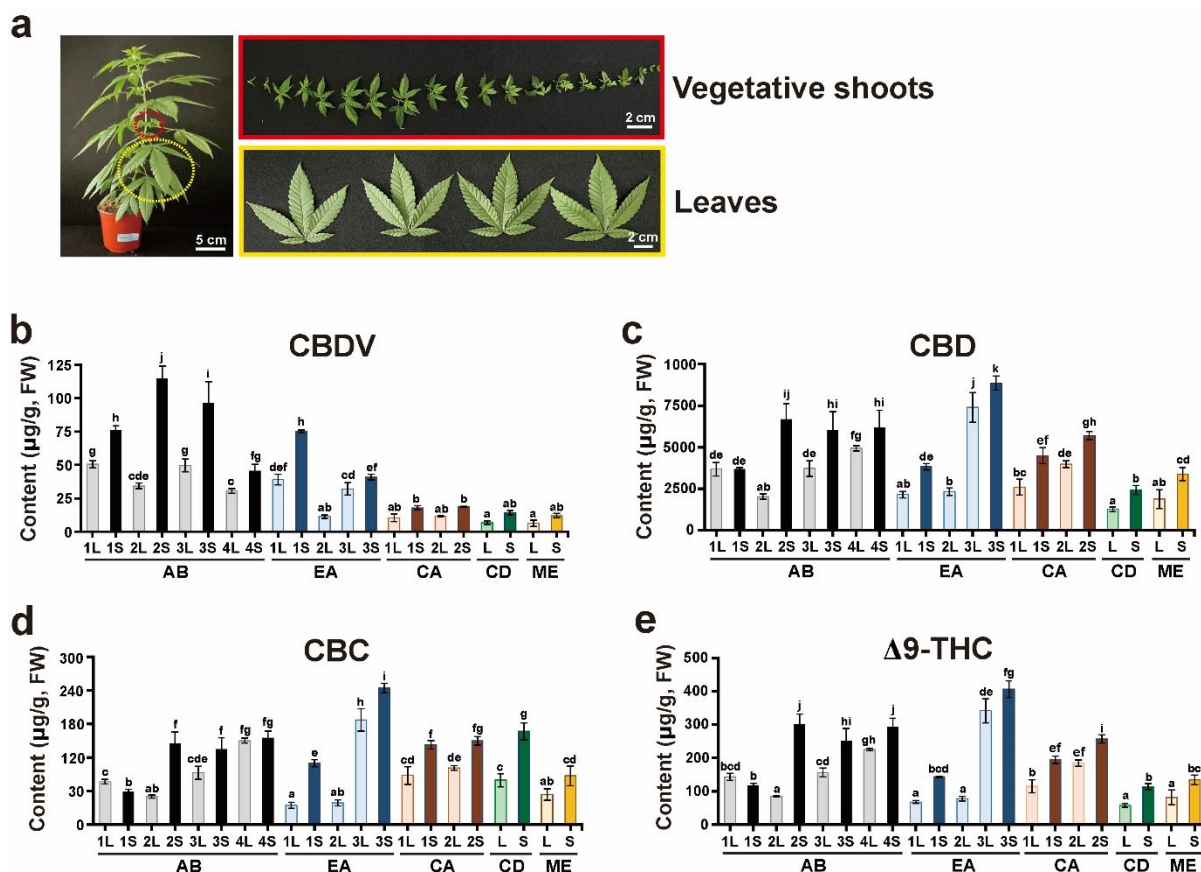 a
Vegetative shoots
2 cm
Leaves
5 cm
2 cm
b
CBDV
Content (µg/g, FW)
125
100
75
50
25
0
g h cde j g i c fg def h ab cd ef ab b ab b a ab a ab
1L 1S 2L 2S 3L 3S 4L 4S 1L 1S 2L 3L 3S 1L 1S 2L 2S L S L S
AB EA CA CD ME
c
CBD
Content (µg/g, FW)
1000
7500
5000
2500
0
de de ab ij de hi fg hi ab de b j k bc ef de gh a b ab cd
1L 1S 2L 2S 3L 3S 4L 4S 1L 1S 2L 3L 3S 1L 1S 2L 2S L S L S
AB EA CA CD ME
d
CBC
Content (µg/g, FW)
300
240
180
120
30
0
c b ab f cde f fg fg a e ab h i cd f de fg c g ab cd
1L 1S 2L 2S 3L 3S 4L 4S 1L 1S 2L 3L 3S 1L 1S 2L 2S L S L S
AB EA CA CD ME
e
Δ9-THC
Content (µg/g, FW)
500
400
300
200
100
0
bcd b a j cd hi gh j a bcd a de fg b ef ef i a b a bc
1L 1S 2L 2S 3L 3S 4L 4S 1L 1S 2L 3L 3S 1L 1S 2L 2S L S L S
AB EA CA CD ME